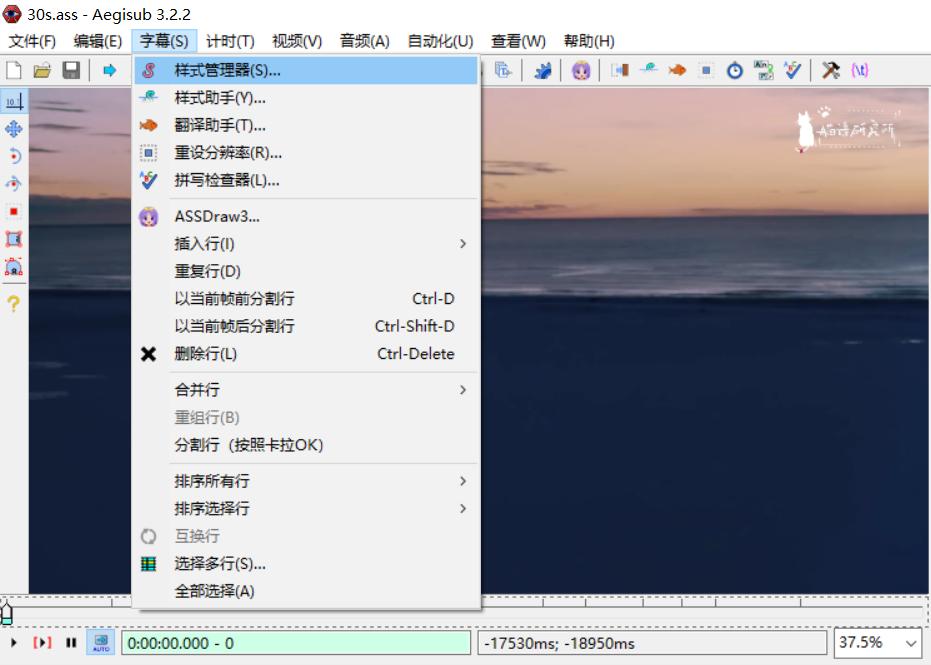 30s.ass - Aegisub 3.2.2
文件(F) 编辑(E) 字幕(S) 计时(T) 视频(V) 音频(A) 自动化(U) 查看(W) 帮助(H)
样式管理器(S)...
样式助手(Y)...
翻译助手(T)...
重设分辨率(R)...
拼写检查器(L)...
ASSDraw3...
插入行(I)
重复行(D)
以当前帧前分割行 Ctrl-D
以当前帧后分割行 Ctrl-Shift-D
删除行(L) Ctrl-Delete
合并行
重组行(B)
分割行（按照卡拉OK）
排序所有行
排序选择行
互换行
选择多行(S)...
全部选择(A)
0:00:00.000 - 0
-17530ms; -18950ms
37.5%
AUTO